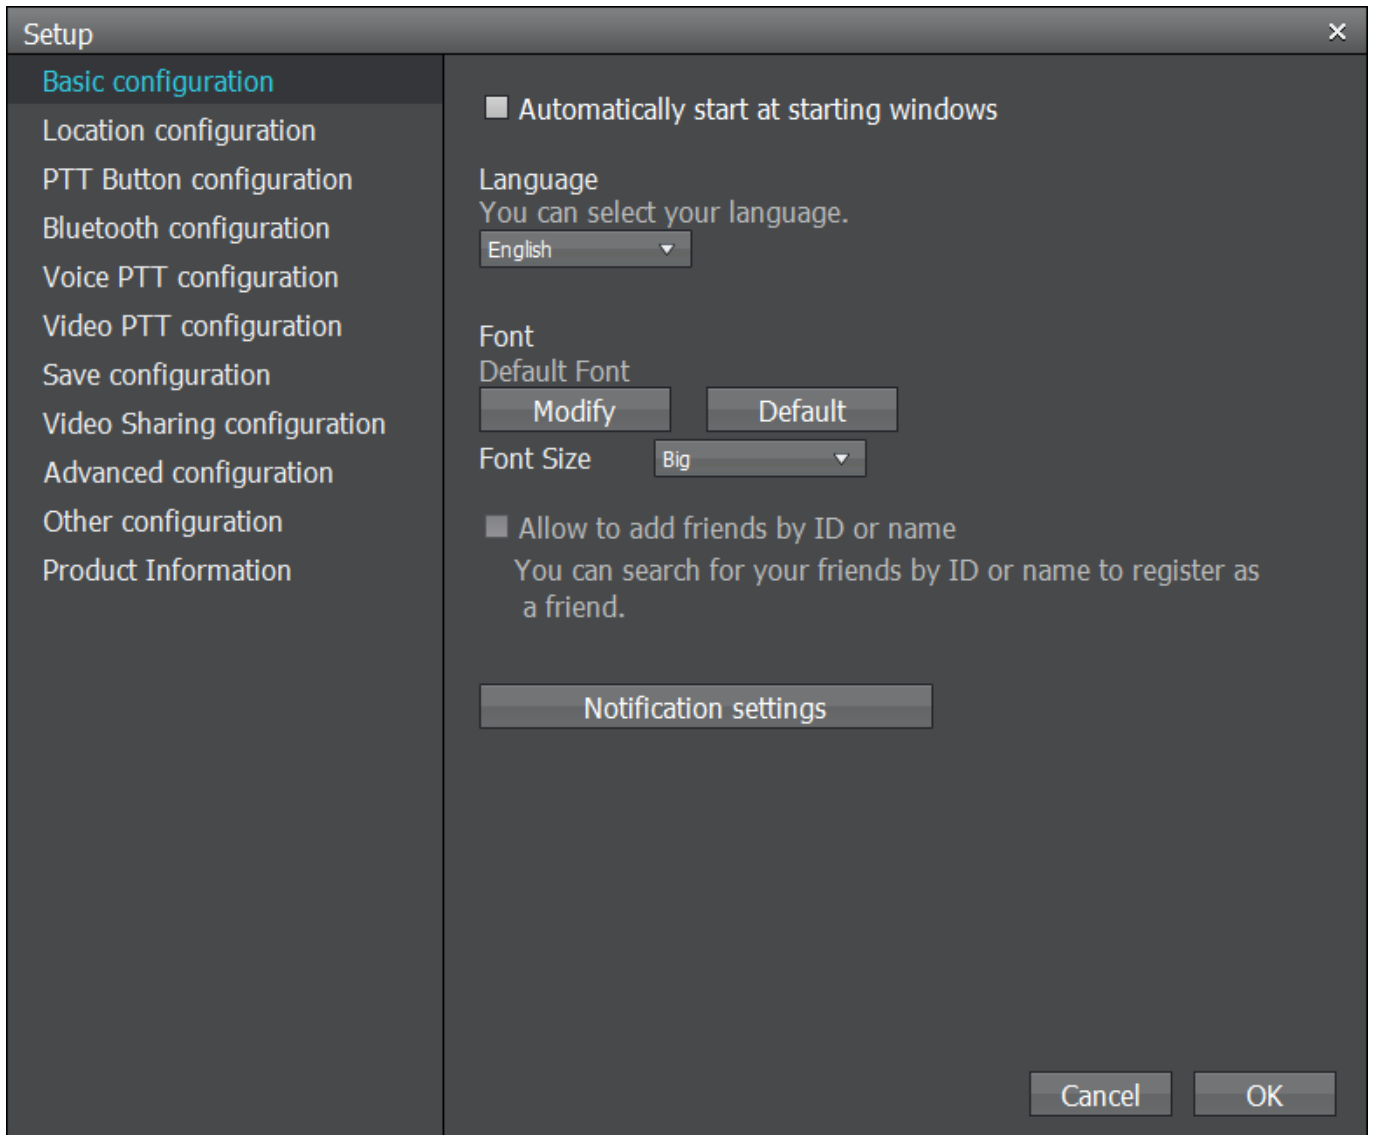 Setup
Basic configuration
Location configuration
PTT Button configuration
Bluetooth configuration
Voice PTT configuration
Video PTT configuration
Save configuration
Video Sharing configuration
Advanced configuration
Other configuration
Product Information
Automatically start at starting windows
Language
You can select your language.
English
Font
Default Font
Modify Default
Font Size Big
Allow to add friends by ID or name
You can search for your friends by ID or name to register as
a friend.
Notification settings
Cancel OK